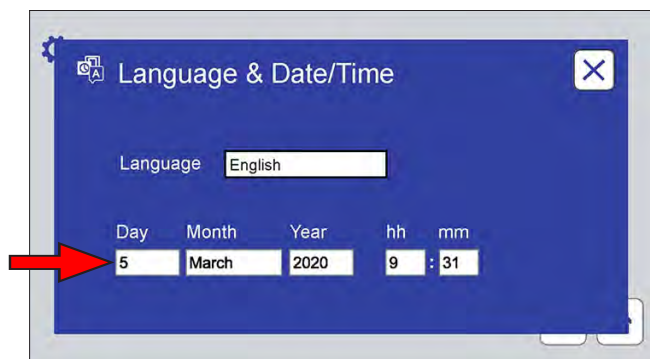 Language & Date/Time
Language English
Day Month Year hh mm
5 March 2020 9 : 31